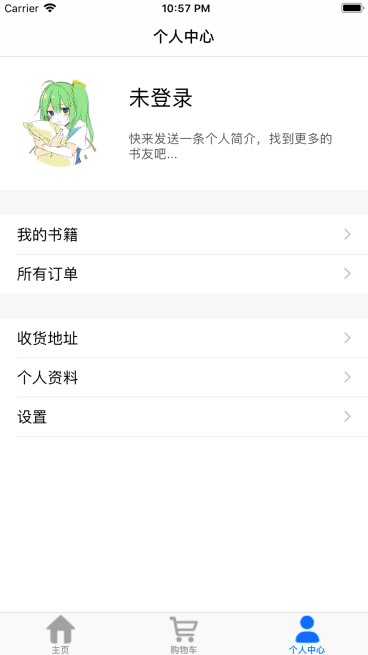 Carrier 10:57 PM
个人中心
未登录
快来发送一条个人简介，找到更多的
书友吧...
我的书籍
所有订单
收货地址
个人资料
设置
主页 购物车 个人中心